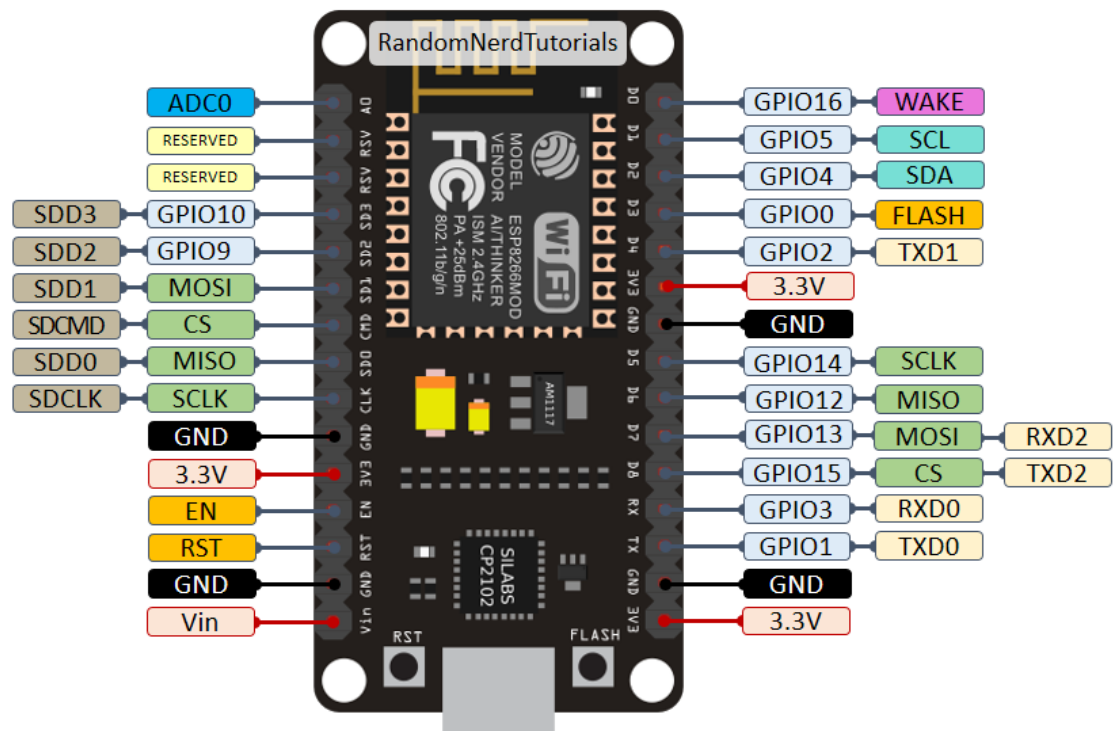 RandomNerdTutorials
ADC0
RESERVED
RESERVED
SDD3 GPIO10
SDD2 GPIO9
SDD1 MOSI
SDCMD CS
SDD0 MISO
SDCLK SCLK
GND
3.3V
EN
RST
GND
Vin
A0
RSV
RSV
SD3
SD2
SD1
CMD
SD0
CLK
GND
3V3
EN
RST
GND
Vin
MODEL
VENDOR
ESP8266MOD
AI/THINKER
ISM 2.4GHz
PA +25dBm
802.11b/g/n
FC
WiFi
AM1117
SILABS
CP2102
RST
FLASH
D0
D1
D2
D3
D4
3V3
GND
D5
D6
D7
D8
RX
TX
GND
3V3
GPIO16 WAKE
GPIO5 SCL
GPIO4 SDA
GPIO0 FLASH
GPIO2 TXD1
3.3V
GND
GPIO14 SCLK
GPIO12 MISO
GPIO13 MOSI RXD2
GPIO15 CS TXD2
GPIO3 RXD0
GPIO1 TXD0
GND
3.3V